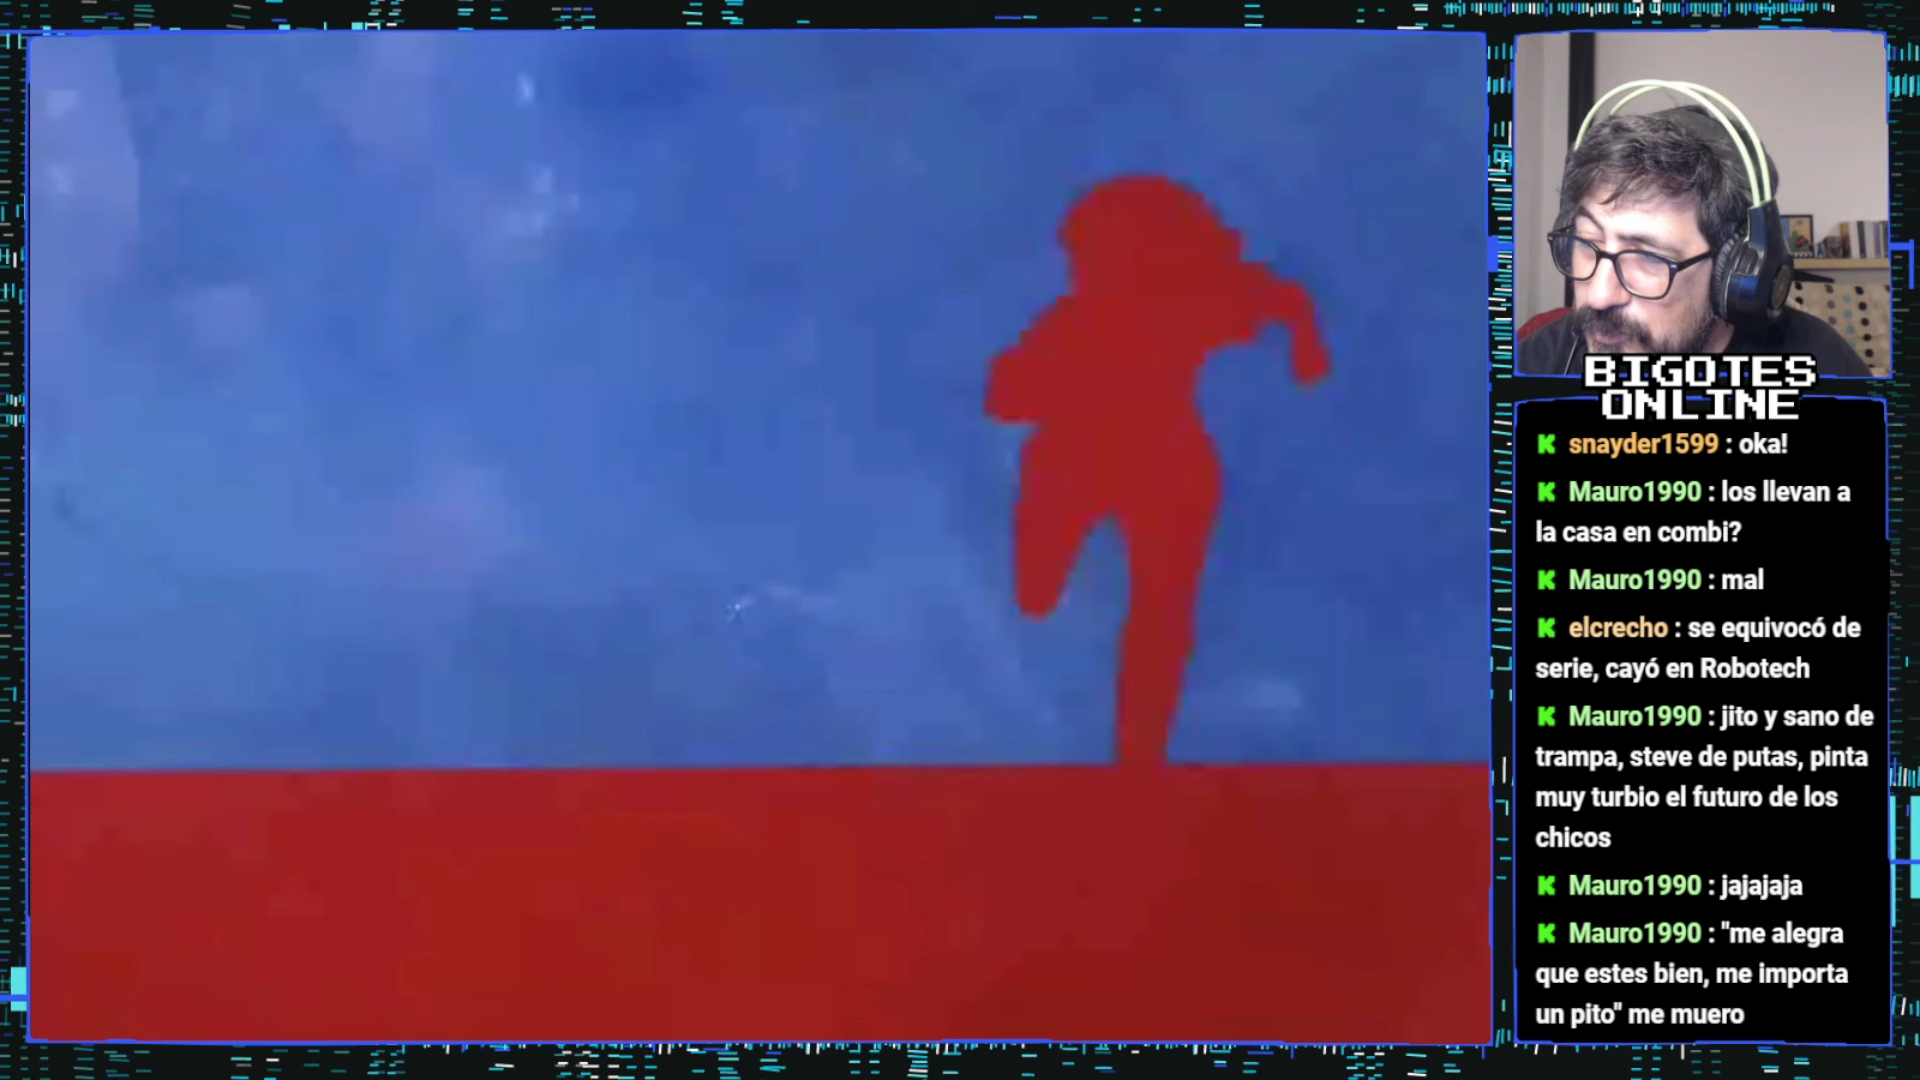 BIGOTES
ONLINE
snayder1599 : oka!
Mauro1990 : los llevan a
la casa en combi?
Mauro1990 : mal
elcrecho : se equivocó de
serie, cayó en Robotech
Mauro1990 : jito y sano de
trampa, steve de putas, pinta
muy turbio el futuro de los
chicos
Mauro1990 : jajajaja
Mauro1990 : "me alegra
que estes bien, me importa
un pito" me muero